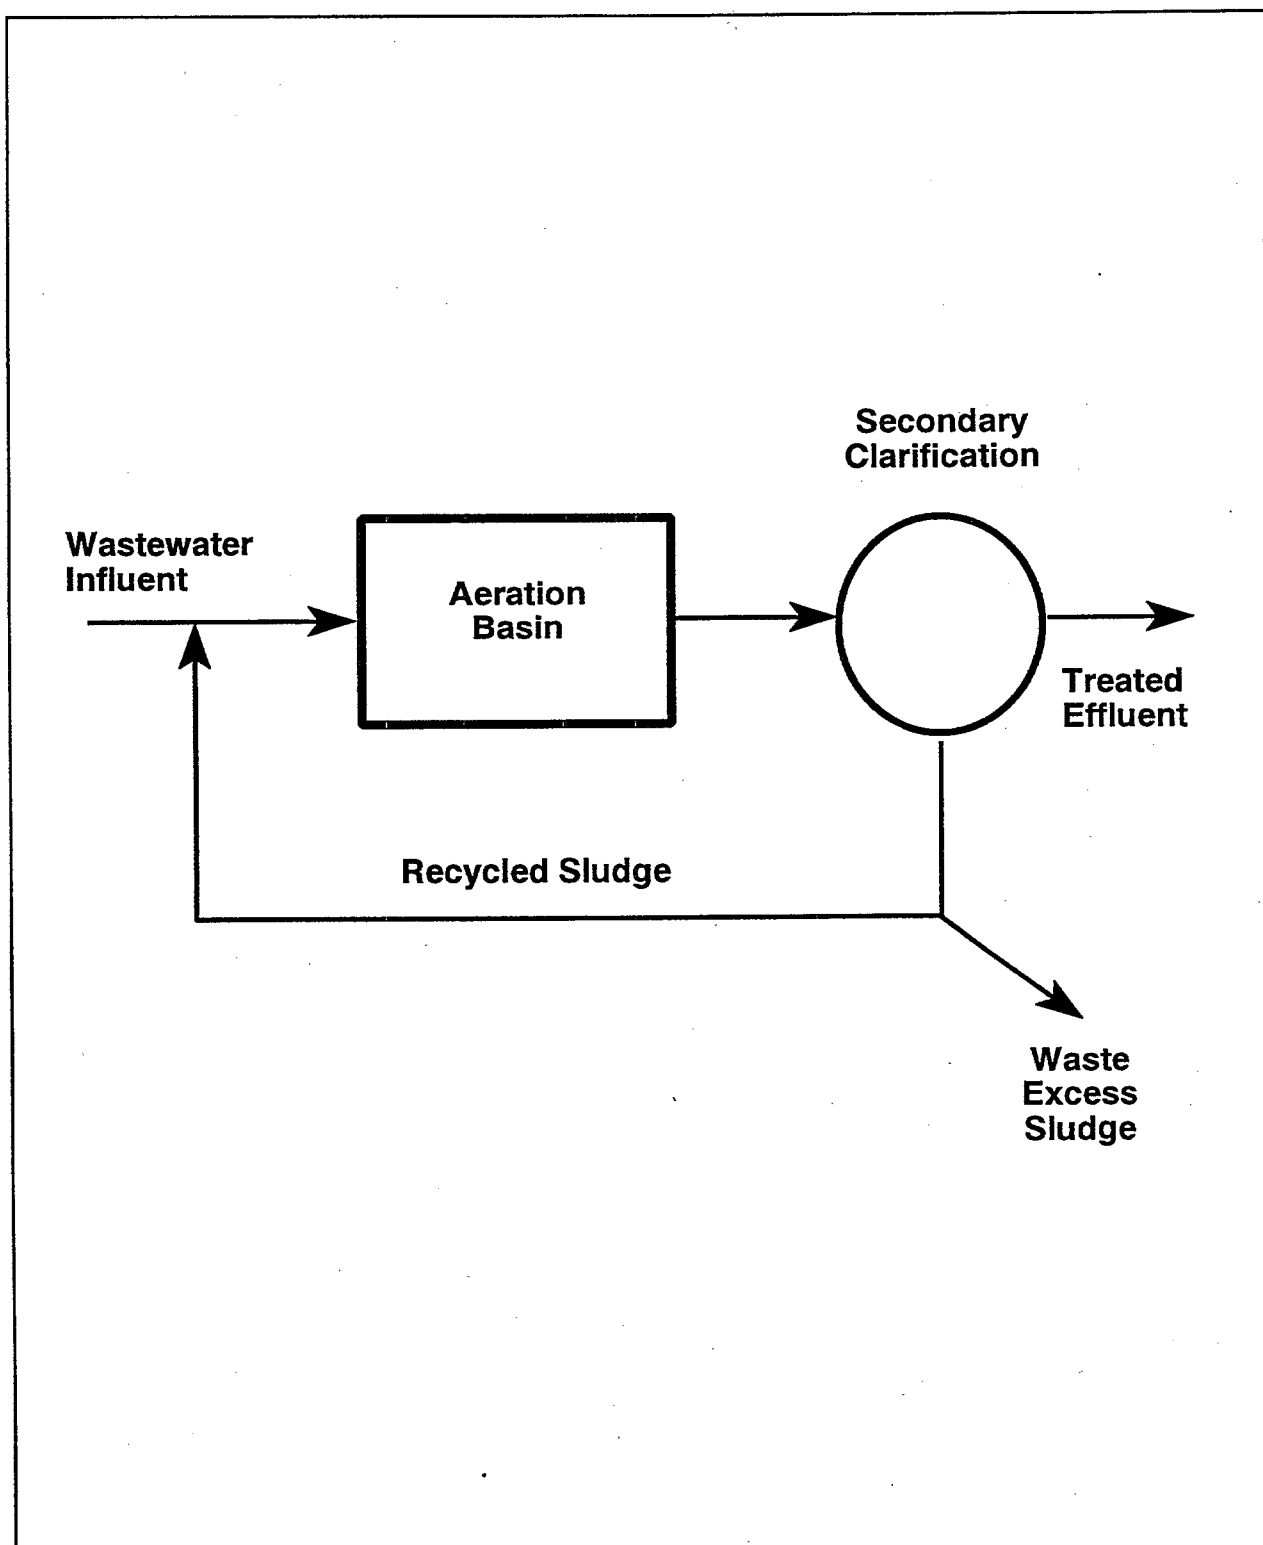 Secondary
Clarification
Wastewater
Influent
Aeration
Basin
Treated
Effluent
Recycled Sludge
Waste
Excess
Sludge